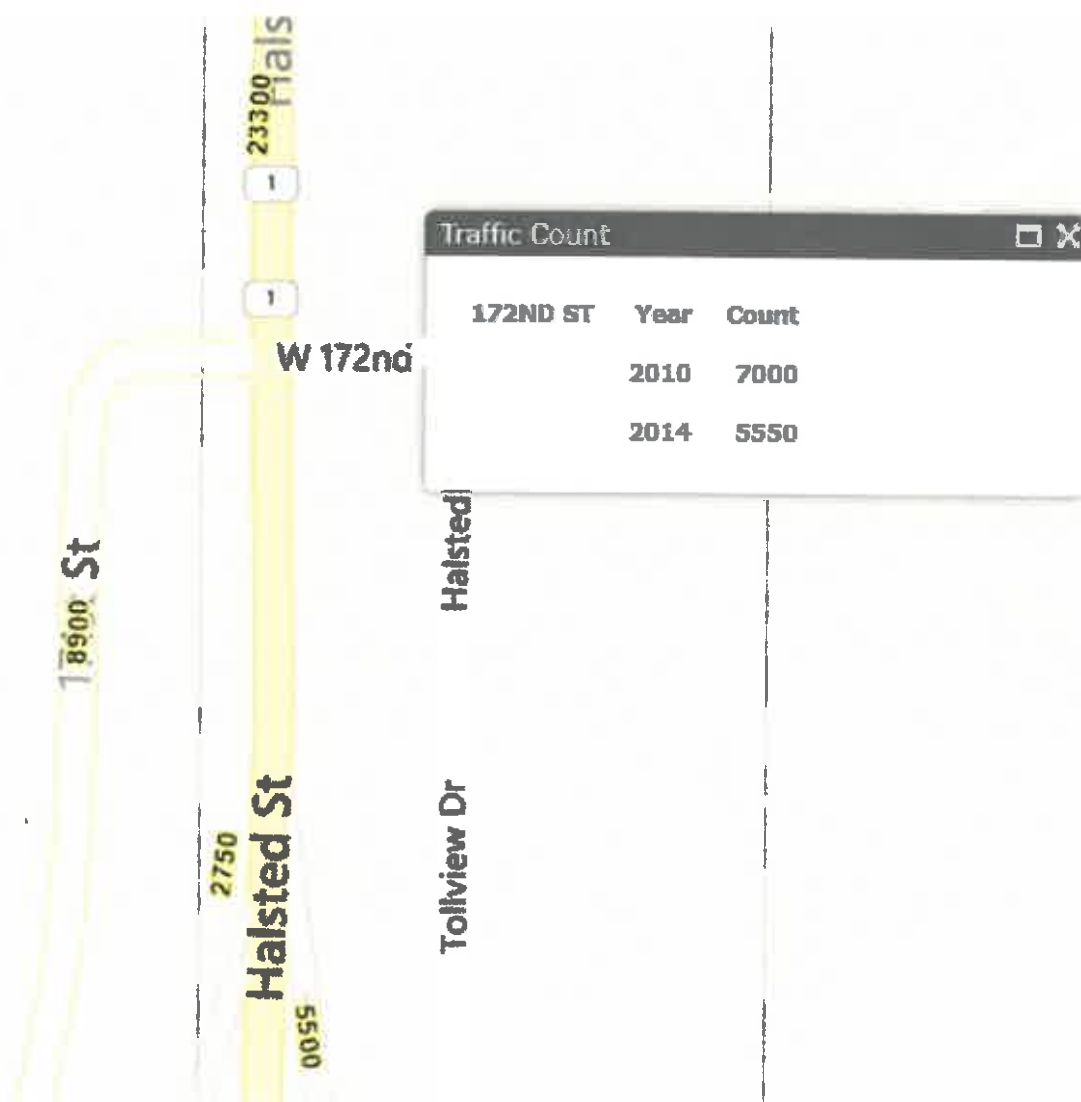 Hals
23300
1
Traffic Count
1
172ND ST Year Count
W 172nd
2010 7000
2014 5550
Halsted
St
8900
Halsted St
2750
Tollview Dr
5500